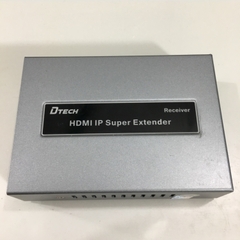 DTECH Receiver
HDMI IP Super Extender